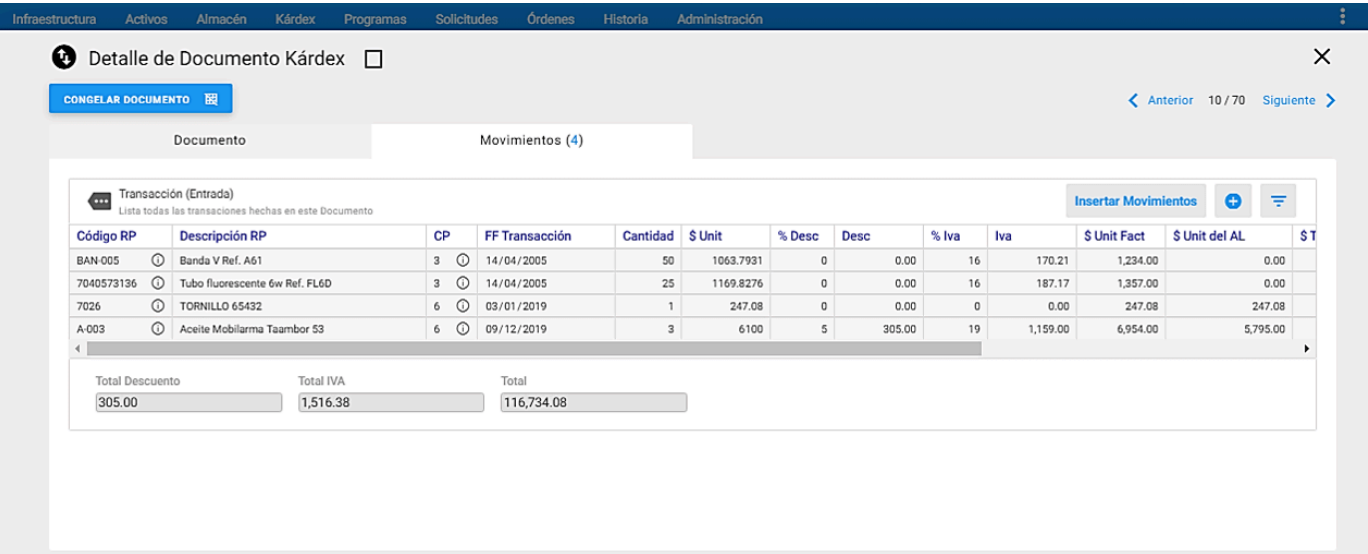 Infraestructura Activos Almacén Kárdex Programas Solicitudes Órdenes Historia Administración
Detalle de Documento Kárdex
CONGELAR DOCUMENTO
Anterior 10 / 70 Siguiente
Documento Movimientos (4)
Transacción (Entrada)
Lista todas las transaciones hechas en este Documento
Insertar Movimientos
Código RP Descripción RP CP FF Transacción Cantidad $ Unit % Desc Desc % Iva Iva $ Unit Fact $ Unit del AL $ T
BAN-005 Banda V Ref. A61 3 14/04/2005 50 1063.7931 0 0.00 16 170.21 1,234.00 0.00
7040573136 Tubo fluorescente 6w Ref. FL6D 3 14/04/2005 25 1169.8276 0 0.00 16 187.17 1,357.00 0.00
7026 TORNILLO 65432 6 03/01/2019 1 247.08 0 0.00 0 0.00 247.08 247.08
A-003 Aceite Mobilarma Taambor 53 6 09/12/2019 3 6100 5 305.00 19 1,159.00 6,954.00 5,795.00
Total Descuento Total IVA Total
305.00 1,516.38 116,734.08